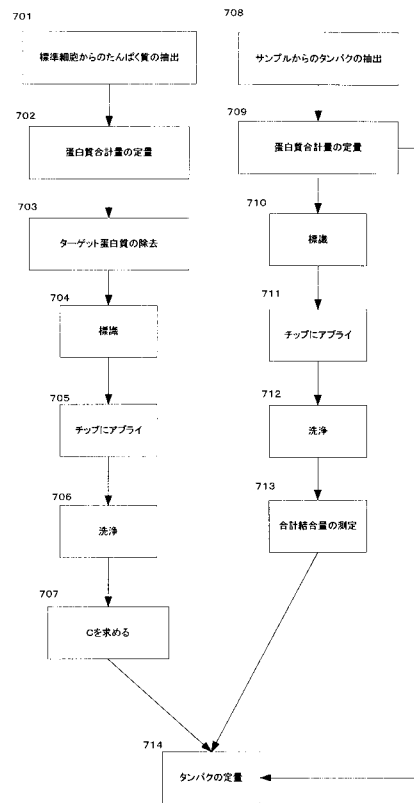 701
標準細胞からのたんぱく質の抽出
702
蛋白質合計量の定量
703
ターゲット蛋白質の除去
704
標識
705
チップにアプライ
706
洗浄
707
Cを求める
708
サンプルからのタンパクの抽出
709
蛋白質合計量の定量
710
標識
711
チップにアプライ
712
洗浄
713
合計結合量の測定
714
タンパクの定量